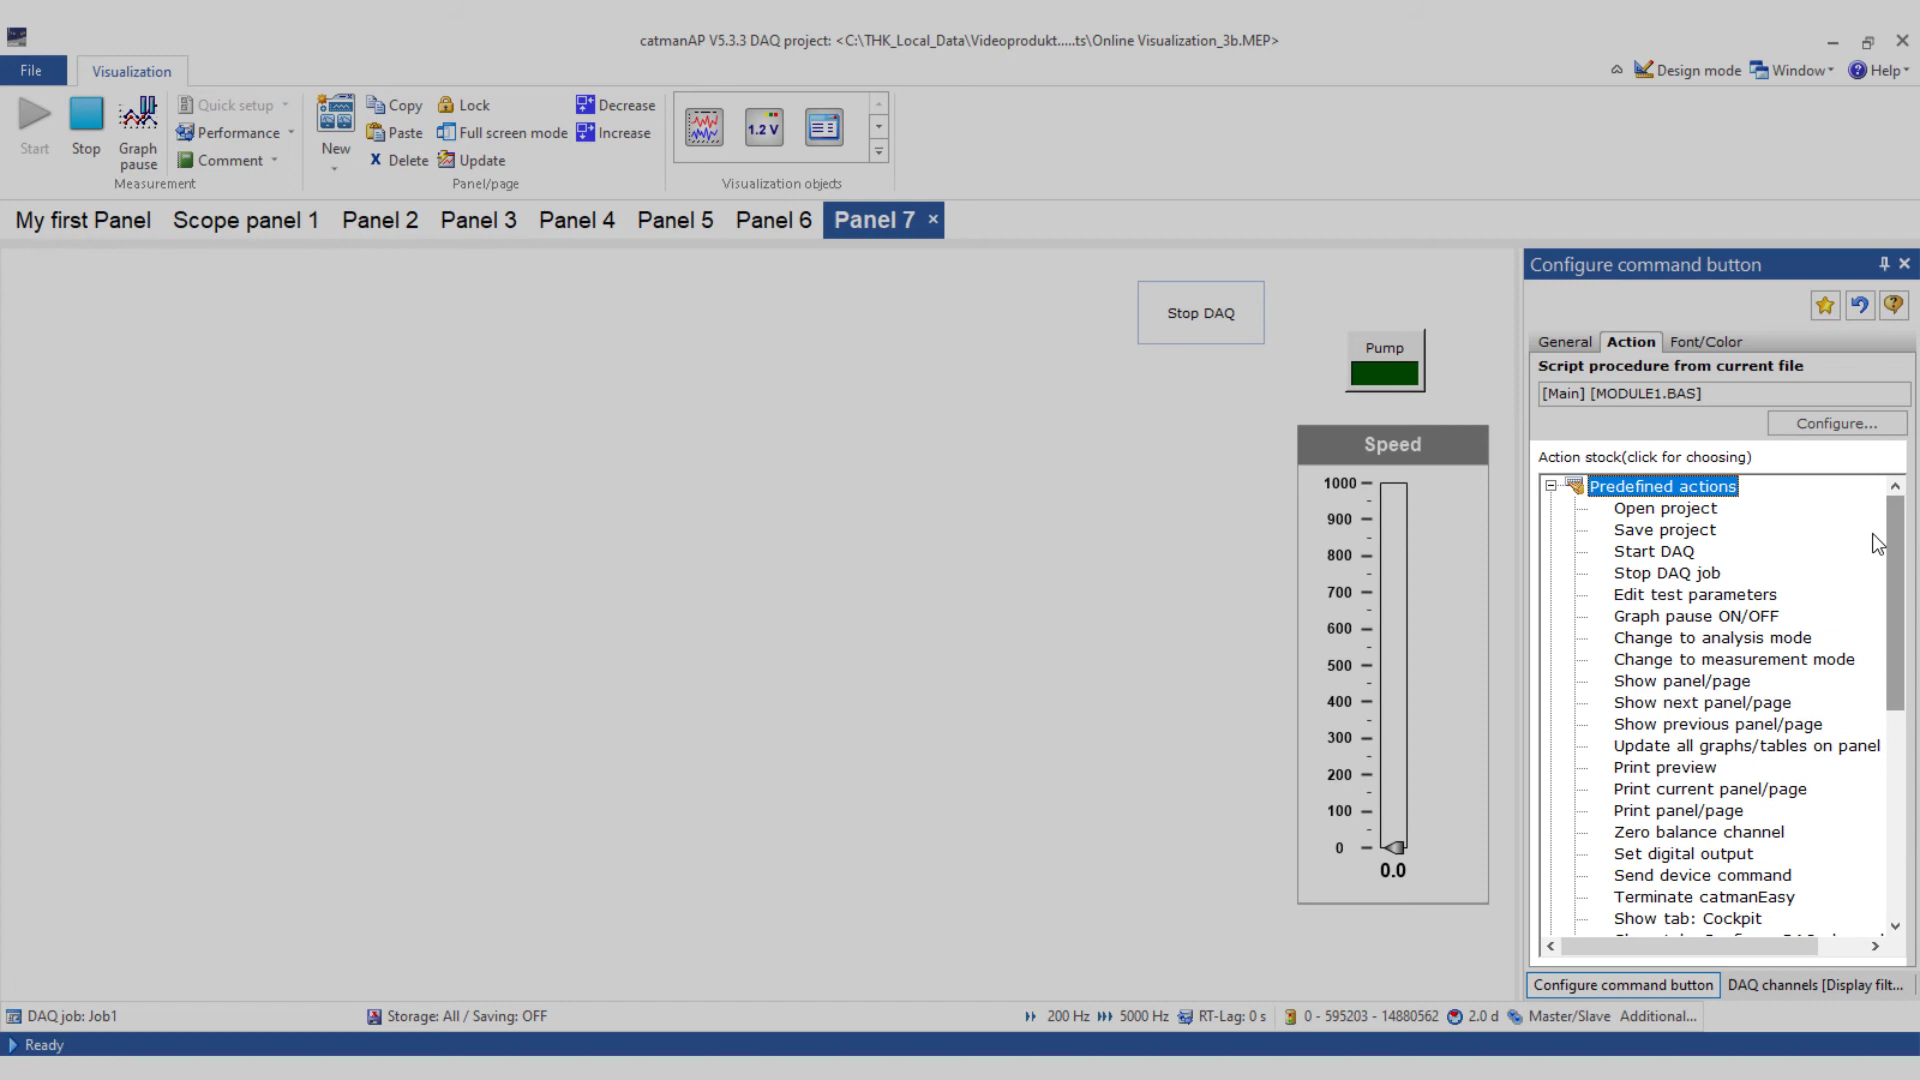 catmanAP V5.3.3 DAQ project: <C:\THK_Local_Data\Videoprodukt.....ts\Online Visualization_3b.MEP>
File
Visualization
Design mode
Window
Help
Start
Stop
Graph
pause
Quick setup
Performance
Comment
Measurement
New
Copy
Paste
X Delete
Lock
Full screen mode
Update
Decrease
Increase
Panel/page
1.2 V
Visualization objects
My first Panel
Scope panel 1
Panel 2
Panel 3
Panel 4
Panel 5
Panel 6
Panel 7
Stop DAQ
Pump
Speed
1000
900
800
700
600
500
400
300
200
100
0
0.0
Configure command button
General
Action
Font/Color
Script procedure from current file
[Main] [MODULE1.BAS]
Configure...
Action stock(click for choosing)
Predefined actions
Open project
Save project
Start DAQ
Stop DAQ job
Edit test parameters
Graph pause ON/OFF
Change to analysis mode
Change to measurement mode
Show panel/page
Show next panel/page
Show previous panel/page
Update all graphs/tables on panel
Print preview
Print current panel/page
Print panel/page
Zero balance channel
Set digital output
Send device command
Terminate catmanEasy
Show tab: Cockpit
Configure command button
DAQ channels [Display filt...
DAQ job: Job1
Storage: All / Saving: OFF
200 Hz
5000 Hz
RT-Lag: 0 s
0 - 595203 - 14880562
2.0 d
Master/Slave
Additional...
Ready